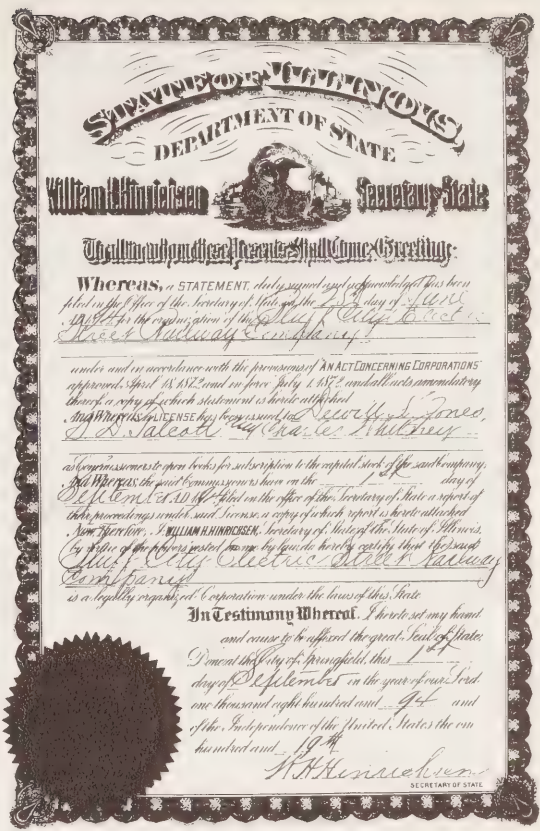 STATE OF ILLINOIS,
DEPARTMENT OF STATE
William H. Hinrichsen Secretary of State
To all to whom these Presents Shall Come, Greeting:
Whereas, a STATEMENT, duly signed and acknowledged has been
filed in the Office of the Secretary of State, on the day of June
for the organization of the Bluff City Electric
Street Railway Company
under and in accordance with the provisions of "AN ACT CONCERNING CORPORATIONS"
approved April 18, 1872, and in force July 1, 1872, and all acts amendatory
thereof, a copy of which statement is hereto attached
And Whereas, a LICENSE has been issued to Dewitt L. Jones,
Talcott and Charles Whitney
as Commissioners to open books for subscription to the capital stock of the said Company:
And Whereas, the said Commissioners have on the 1st day of
September 1894 filed in the office of the Secretary of State a report of
their proceedings under said License, a copy of which report is hereto attached
Now Therefore, I, WILLIAM H. HINRICHSEN, Secretary of State of the State of Illinois,
by virtue of the powers vested in me by law, do hereby certify that the said
Bluff City Electric Street Railway
Company
is a legally organized Corporation under the laws of this State
In Testimony Whereof, I hereto set my hand
and cause to be affixed the great Seal of State.
Done at the City of Springfield, this 1st
day of September in the year of our Lord
one thousand eight hundred and 94 and
of the Independence of the United States the one
hundred and 19th
W H Hinrichsen
SECRETARY OF STATE